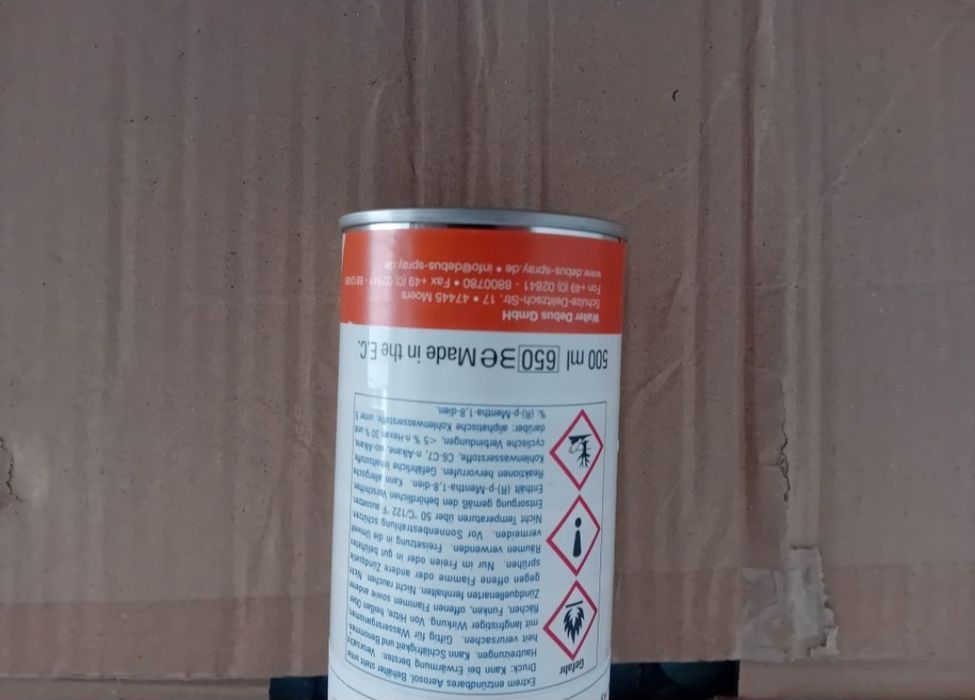 Gefahr
Extrem entzündbares Aerosol. Behälter steht unter
Druck: Kann bei Erwärmung bersten. Verursacht
Hautreizungen. Kann Schläfrigkeit und Benommen
heit verursachen. Giftig für Wasserorganismen,
mit langfristiger Wirkung. Von Hitze, heißen Ober
flächen, Funken, offenen Flammen sowie anderer
Zündquellenarten fernhalten. Nicht rauchen. Nicht
gegen offene Flamme oder andere Zündquelle
sprühen. Nur im Freien oder in gut belüfteten
Räumen verwenden. Freisetzung in die Umwelt
vermeiden. Vor Sonnenbestrahlung schützen
Nicht Temperaturen über 50 °C/122 °F aussetzen
Entsorgung gemäß den behördlichen Vorschriften
Enthält (R)-p-Mentha-1,8-dien. Kann allergisch
Reaktionen hervorrufen. Gefährliche Inhaltsstoffe
Kohlenwasserstoffe, C6-C7, n-Alkane, iso-Alkane,
cyclische Verbindungen, <5 % n-Hexan 30 % und
darüber: aliphatische Kohlenwasserstoffe, unter 5
%: (R)-p-Mentha-1,8-dien.
500 ml 650 3e Made in the E.C.
Walter Debus GmbH
Schulze-Delitzsch-Str. 17 • 47445 Moers
Fon +49 (0) 02841 - 8800780 • Fax +49 (0) 02841 -
www.debus-spray.de • info@debus-spray.de